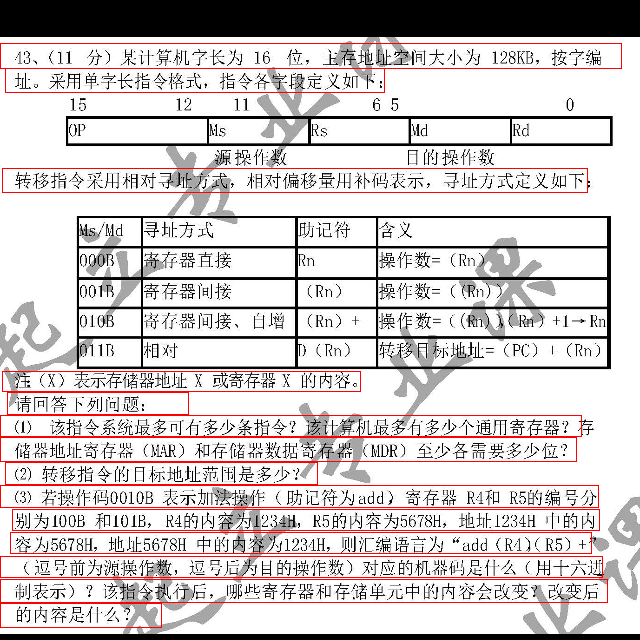 43、(11 分)某计算机字长为 16 位，主存地址空间大小为 128KB，按字编
址。采用单字长指令格式，指令各字段定义如下：
15 12 11 6 5 0
OP Ms Rs Md Rd
源操作数 目的操作数
转移指令采用相对寻址方式，相对偏移量用补码表示，寻址方式定义如下：
Ms/Md 寻址方式 助记符 含义
000B 寄存器直接 Rn 操作数=（Rn）
001B 寄存器间接 （Rn） 操作数=（（Rn））
010B 寄存器间接、自增 （Rn）+ 操作数=（（Rn）），（Rn）+1→Rn
011B 相对 D（Rn） 转移目标地址=（PC）+（Rn）
注（X）表示存储器地址 X 或寄存器 X 的内容。
请回答下列问题：
⑴ 该指令系统最多可有多少条指令？该计算机最多有多少个通用寄存器？存
储器地址寄存器（MAR）和存储器数据寄存器（MDR）至少各需要多少位？
(2) 转移指令的目标地址范围是多少？
(3) 若操作码0010B 表示加法操作（助记符为add）寄存器 R4和 R5的编号分
别为100B 和101B，R4的内容为1234H，R5的内容为5678H，地址1234H 中的内
容为5678H，地址5678H 中的内容为1234H，则汇编语言为“add（R4）（R5）+”
（逗号前为源操作数，逗号后为目的操作数）对应的机器码是什么（用十六进
制表示）？该指令执行后，哪些寄存器和存储单元中的内容会改变？改变后
的内容是什么？
起立专业课
起立专业课